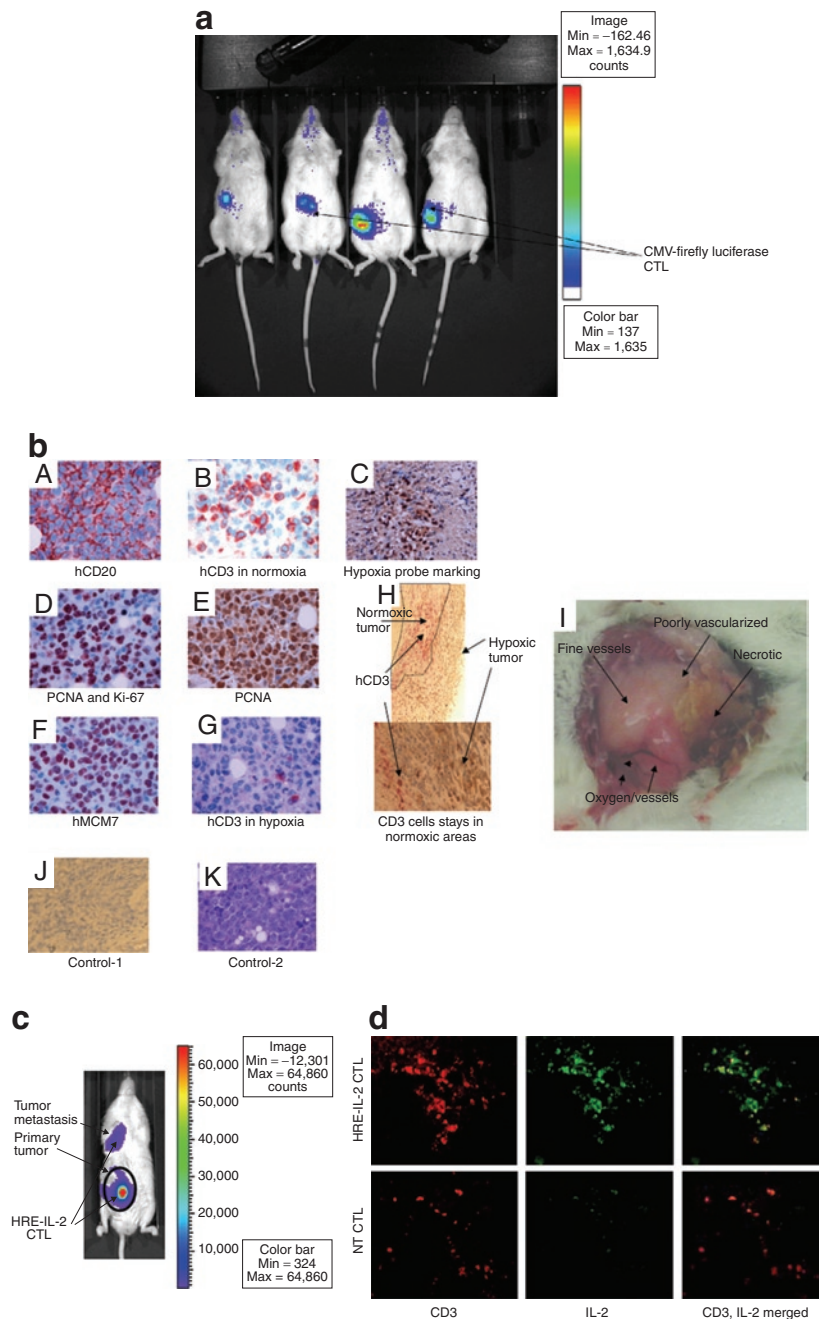 a
Image
Min = −162.46
Max = 1,634.9
counts
CMV-firefly luciferase
CTL
Color bar
Min = 137
Max = 1,635
b
A
hCD20
B
hCD3 in normoxia
C
Hypoxia probe marking
D
PCNA and Ki-67
E
PCNA
F
hMCM7
G
hCD3 in hypoxia
H
Normoxic
tumor
hCD3
Hypoxic
tumor
CD3 cells stays in
normoxic areas
I
Fine vessels
Poorly vascularized
Necrotic
Oxygen/vessels
J
Control-1
K
Control-2
c
Tumor
metastasis
Primary
tumor
HRE-IL-2
CTL
60,000
50,000
40,000
30,000
20,000
10,000
Image
Min = −12,301
Max = 64,860
counts
Color bar
Min = 324
Max = 64,860
d
HRE-IL-2 CTL
NT CTL
CD3
IL-2
CD3, IL-2 merged